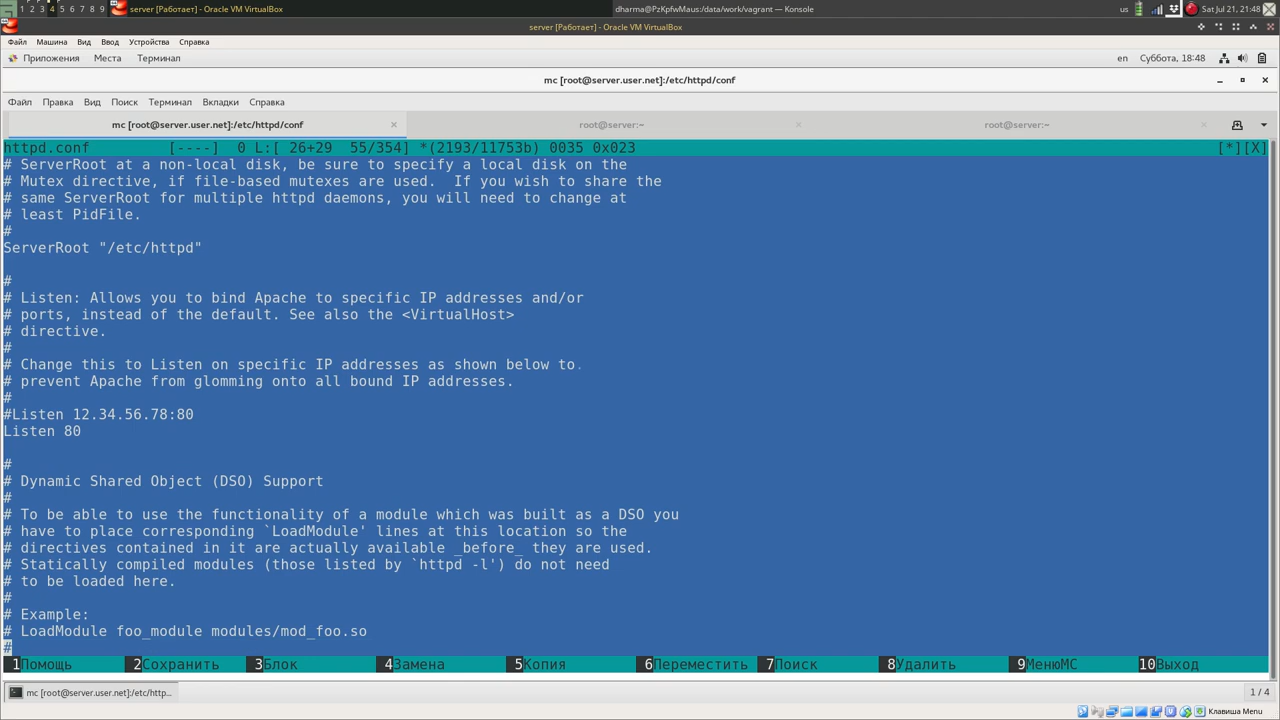 1 2 3 4 5 6 7 8 9 server [Работает] - Oracle VM VirtualBox dharma@PzKpfwMaus:/data/work/vagrant — Konsole us Sat Jul 21, 21:48
server [Работает] - Oracle VM VirtualBox
Файл Машина Вид Ввод Устройства Справка
Приложения Места Терминал en Суббота, 18:48
mc [root@server.user.net]:/etc/httpd/conf
Файл Правка Вид Поиск Терминал Вкладки Справка
mc [root@server.user.net]:/etc/httpd/conf × root@server:~ × root@server:~ ×
httpd.conf [----] 0 L:[ 26+29 55/354] *(2193/11753b) 0035 0x023 [*][X]
# ServerRoot at a non-local disk, be sure to specify a local disk on the
# Mutex directive, if file-based mutexes are used. If you wish to share the
# same ServerRoot for multiple httpd daemons, you will need to change at
# least PidFile.
#
ServerRoot "/etc/httpd"
#
# Listen: Allows you to bind Apache to specific IP addresses and/or
# ports, instead of the default. See also the <VirtualHost>
# directive.
#
# Change this to Listen on specific IP addresses as shown below to.
# prevent Apache from glomming onto all bound IP addresses.
#
#Listen 12.34.56.78:80
Listen 80
#
# Dynamic Shared Object (DSO) Support
#
# To be able to use the functionality of a module which was built as a DSO you
# have to place corresponding `LoadModule' lines at this location so the
# directives contained in it are actually available _before_ they are used.
# Statically compiled modules (those listed by `httpd -l') do not need
# to be loaded here.
#
# Example:
# LoadModule foo_module modules/mod_foo.so
#
1Помощь 2Сохранить 3Блок 4Замена 5Копия 6Переместить 7Поиск 8Удалить 9МенюMC 10Выход
mc [root@server.user.net]:/etc/http... 1 / 4
Клавиша Menu